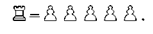 ♖ = ♙ ♙ ♙ ♙ ♙ .